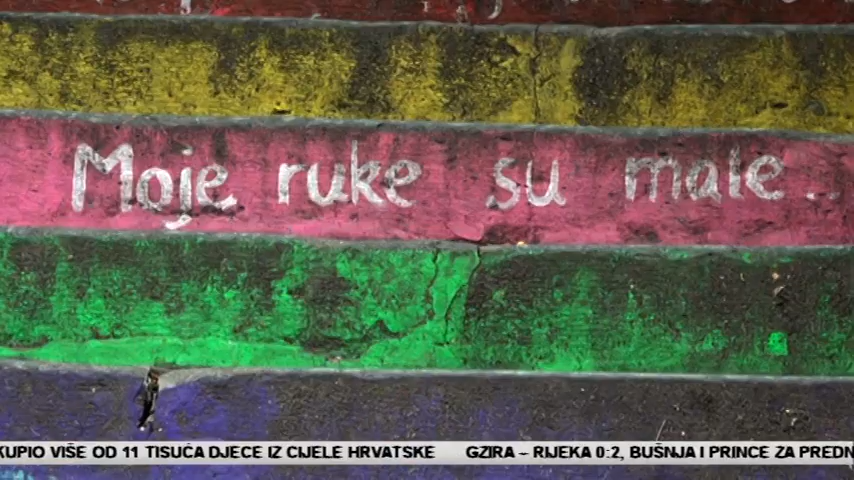 Moje ruke su male..
KUPIO VIŠE OD 11 TISUĆA DJECE IZ CIJELE HRVATSKE GZIRA – RIJEKA 0:2, BUŠNJA I PRINCE ZA PREDN